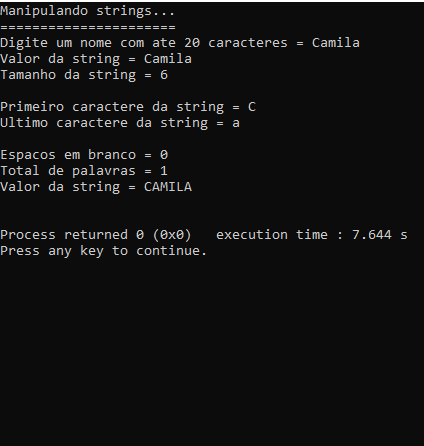 Manipulando strings...
======================
Digite um nome com ate 20 caracteres = Camila
Valor da string = Camila
Tamanho da string = 6
Primeiro caractere da string = C
Ultimo caractere da string = a
Espacos em branco = 0
Total de palavras = 1
Valor da string = CAMILA
Process returned 0 (0x0)   execution time : 7.644 s
Press any key to continue.